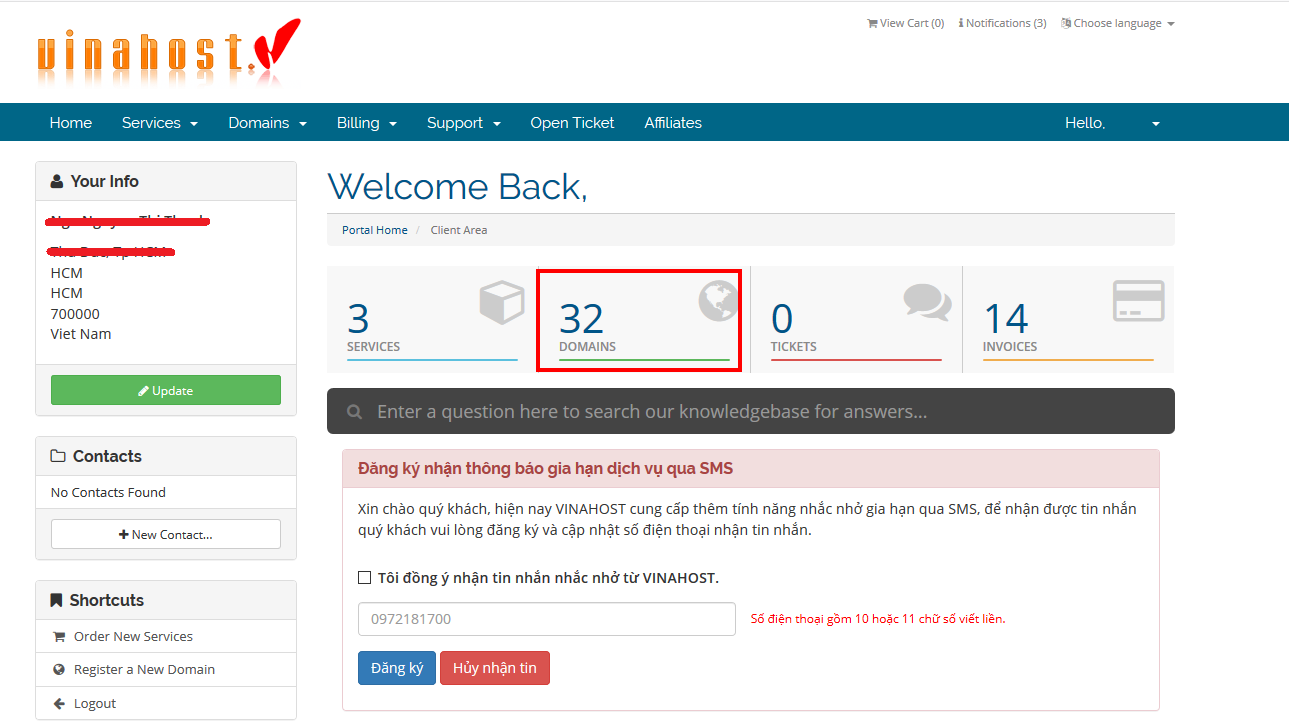 vinahost.
View Cart (0) Notifications (3) Choose language
Home Services Domains Billing Support Open Ticket Affiliates Hello,
Your Info
HCM
HCM
700000
Viet Nam
Update
Contacts
No Contacts Found
New Contact...
Shortcuts
Order New Services
Register a New Domain
Logout
Welcome Back,
Portal Home / Client Area
3
SERVICES
32
DOMAINS
0
TICKETS
14
INVOICES
Enter a question here to search our knowledgebase for answers...
Đăng ký nhận thông báo gia hạn dịch vụ qua SMS
Xin chào quý khách, hiện nay VINAHOST cung cấp thêm tính năng nhắc nhở gia hạn qua SMS, để nhận được tin nhắn
quý khách vui lòng đăng ký và cập nhật số điện thoại nhận tin nhắn.
Tôi đồng ý nhận tin nhắn nhắc nhở từ VINAHOST.
0972181700
Số điện thoại gồm 10 hoặc 11 chữ số viết liền.
Đăng ký Hủy nhận tin